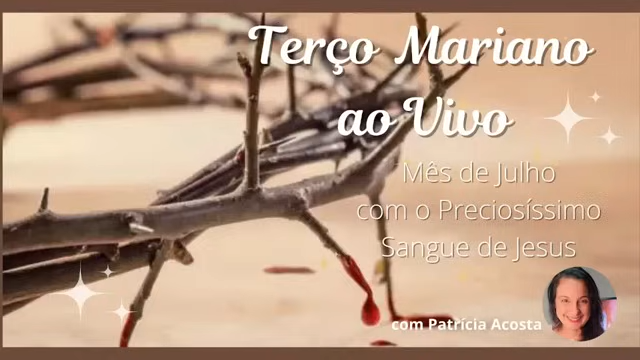 Terço Mariano
ao Vivo
Mês de Julho
com o Preciosíssimo
Sangue de Jesus
com Patrícia Acosta